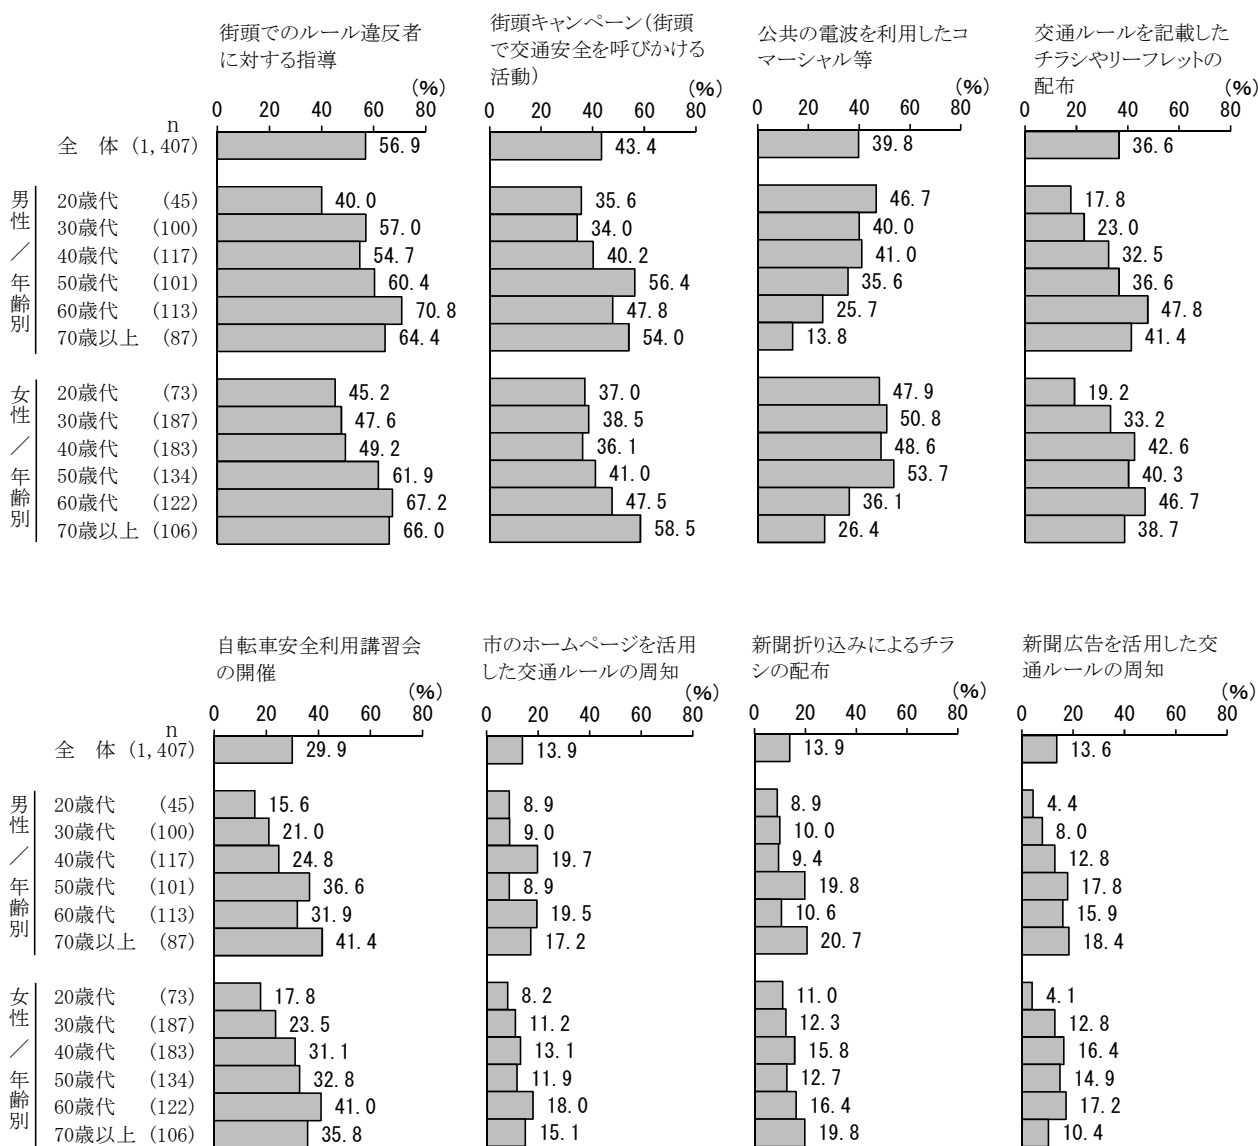 街頭でのルール違反者
に対する指導
街頭キャンペーン(街頭
で交通安全を呼びかける
活動)
公共の電波を利用したコ
マーシャル等
交通ルールを記載した
チラシやリーフレットの
配布
(%) (%) (%) (%)
0 20 40 60 80 0 20 40 60 80 0 20 40 60 80 0 20 40 60 80
n
全 体 (1,407) 56.9 43.4 39.8 36.6
男性/年齢別
20歳代 (45) 40.0 35.6 46.7 17.8
30歳代 (100) 57.0 34.0 40.0 23.0
40歳代 (117) 54.7 40.2 41.0 32.5
50歳代 (101) 60.4 56.4 35.6 36.6
60歳代 (113) 70.8 47.8 25.7 47.8
70歳以上 (87) 64.4 54.0 13.8 41.4
女性/年齢別
20歳代 (73) 45.2 37.0 47.9 19.2
30歳代 (187) 47.6 38.5 50.8 33.2
40歳代 (183) 49.2 36.1 48.6 42.6
50歳代 (134) 61.9 41.0 53.7 40.3
60歳代 (122) 67.2 47.5 36.1 46.7
70歳以上 (106) 66.0 58.5 26.4 38.7
自転車安全利用講習会
の開催
市のホームページを活用
した交通ルールの周知
新聞折り込みによるチラ
シの配布
新聞広告を活用した交
通ルールの周知
(%) (%) (%) (%)
0 20 40 60 80 0 20 40 60 80 0 20 40 60 80 0 20 40 60 80
n
全 体 (1,407) 29.9 13.9 13.9 13.6
男性/年齢別
20歳代 (45) 15.6 8.9 8.9 4.4
30歳代 (100) 21.0 9.0 10.0 8.0
40歳代 (117) 24.8 19.7 9.4 12.8
50歳代 (101) 36.6 8.9 19.8 17.8
60歳代 (113) 31.9 19.5 10.6 15.9
70歳以上 (87) 41.4 17.2 20.7 18.4
女性/年齢別
20歳代 (73) 17.8 8.2 11.0 4.1
30歳代 (187) 23.5 11.2 12.3 12.8
40歳代 (183) 31.1 13.1 15.8 16.4
50歳代 (134) 32.8 11.9 12.7 14.9
60歳代 (122) 41.0 18.0 16.4 17.2
70歳以上 (106) 35.8 15.1 19.8 10.4